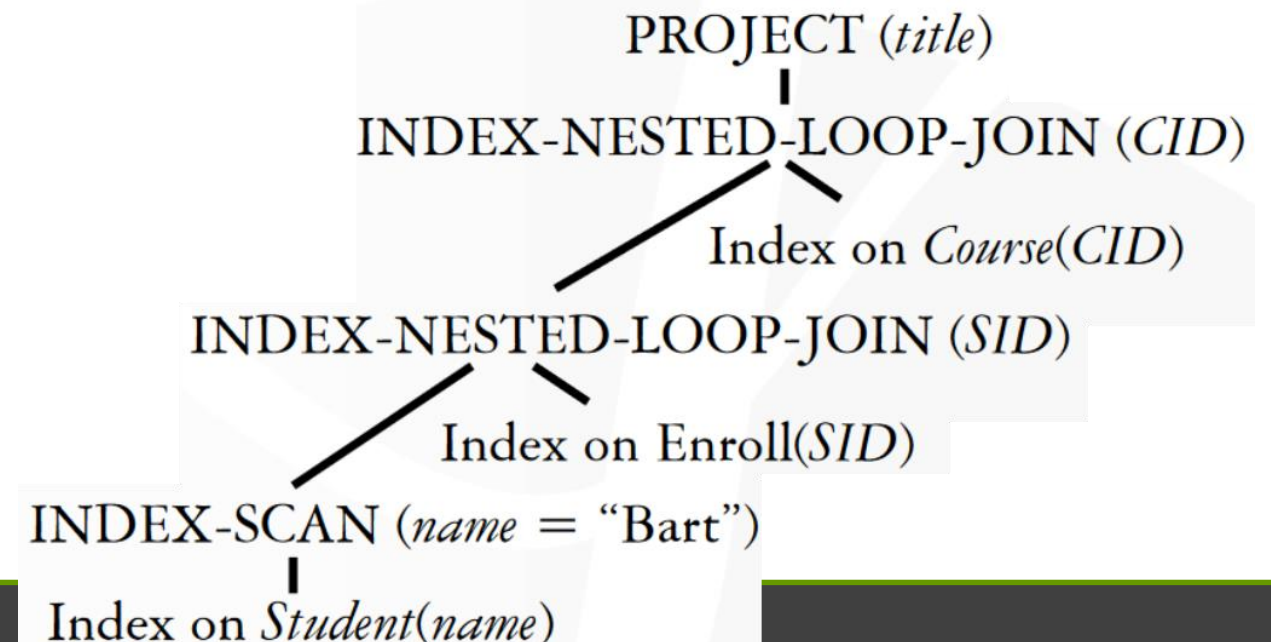 PROJECT (title)
INDEX-NESTED-LOOP-JOIN (CID)
Index on Course(CID)
INDEX-NESTED-LOOP-JOIN (SID)
Index on Enroll(SID)
INDEX-SCAN (name = “Bart”)
Index on Student(name)